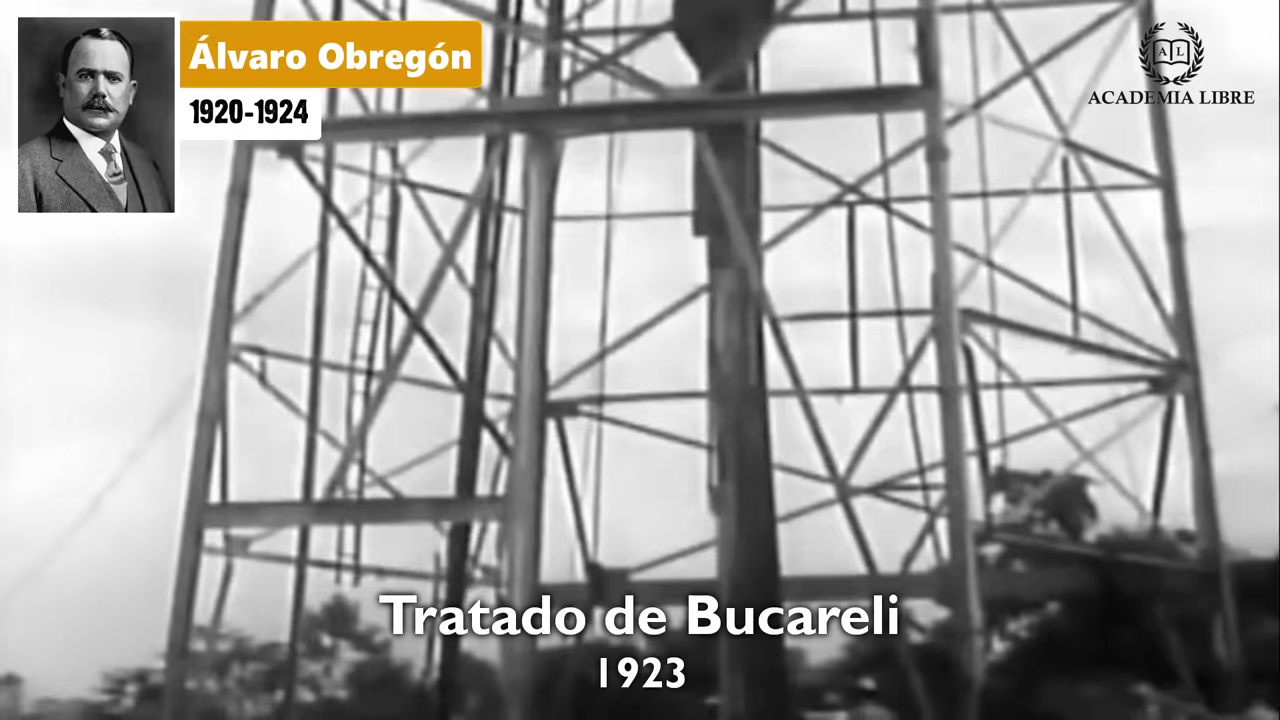 Álvaro Obregón
1920-1924
A L
ACADEMIA LIBRE
Tratado de Bucareli
1923